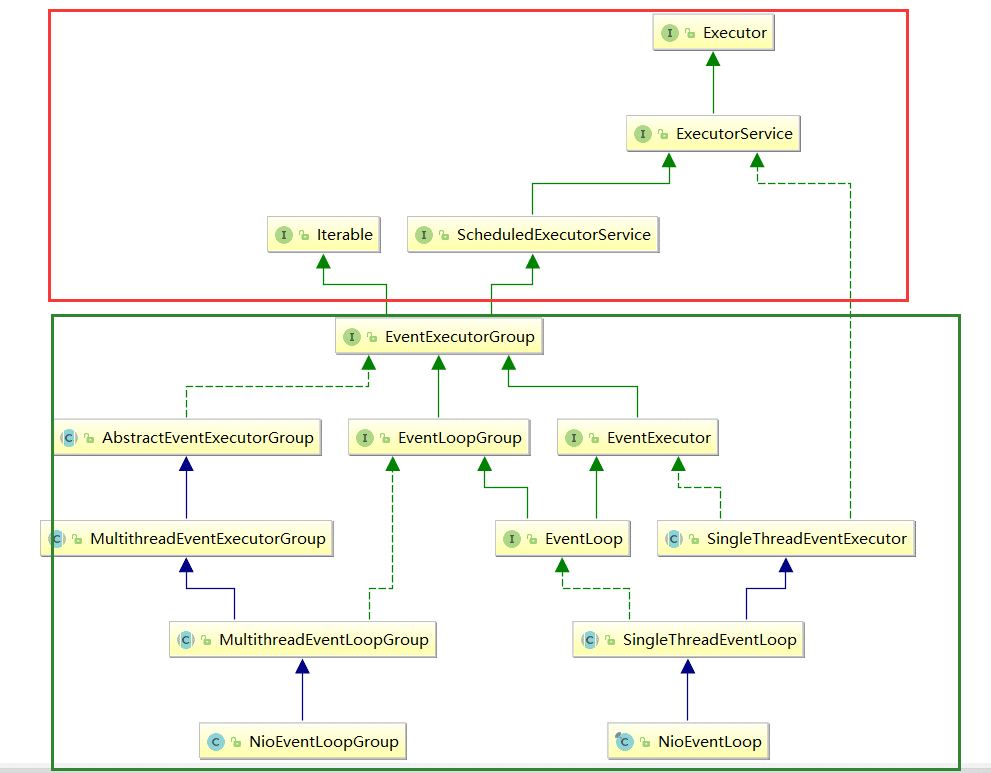 I Executor
I ExecutorService
I Iterable
I ScheduledExecutorService
I EventExecutorGroup
C AbstractEventExecutorGroup
I EventLoopGroup
I EventExecutor
C MultithreadEventExecutorGroup
I EventLoop
C SingleThreadEventExecutor
C MultithreadEventLoopGroup
C SingleThreadEventLoop
C NioEventLoopGroup
C NioEventLoop